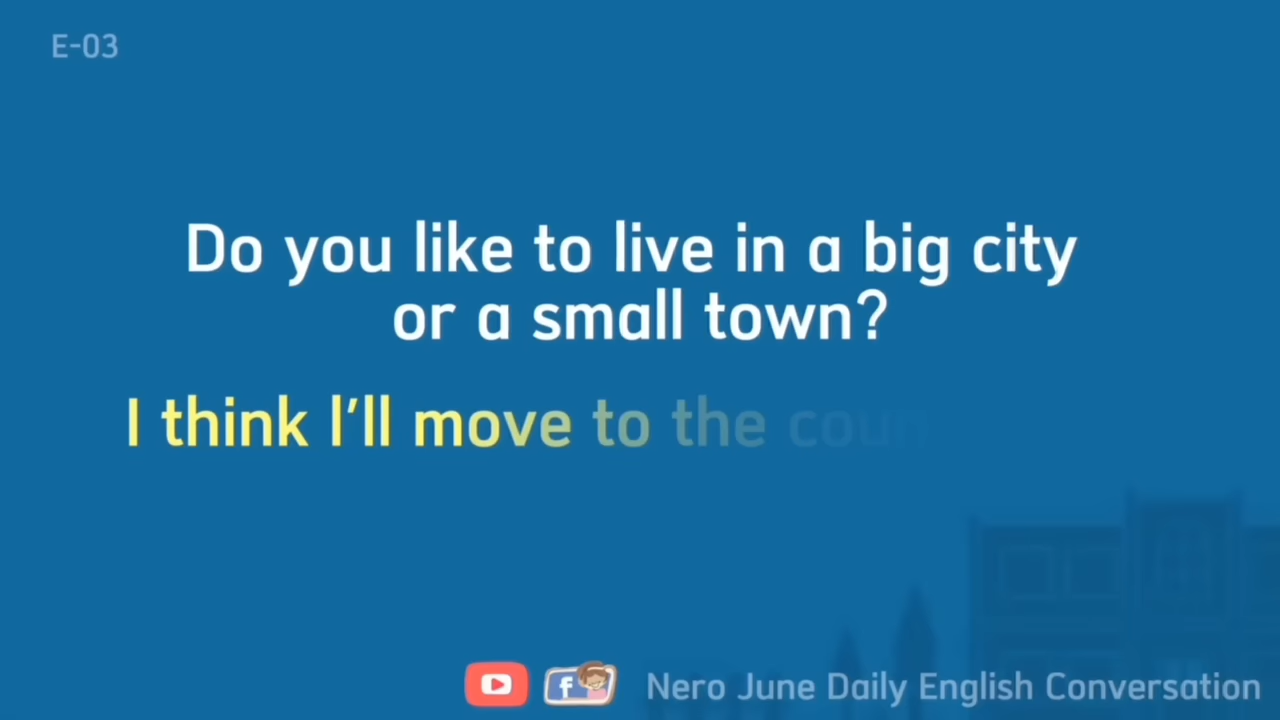 E-03
Do you like to live in a big city
or a small town?
I think I'll move to the coun
f
Nero June Daily English Conversation